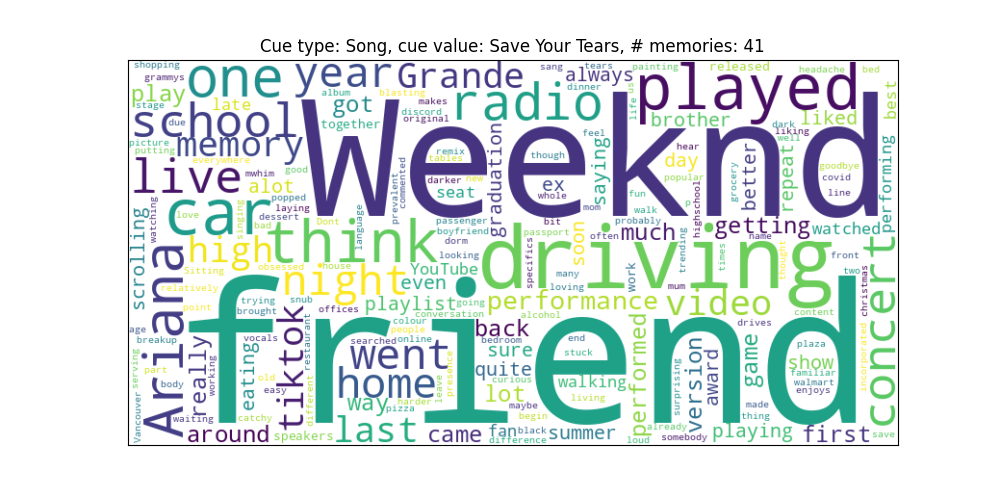 Cue type: Song, cue value: Save Your Tears, # memories: 41
shopping
grammys
play
stage
due
picture
putting
one
late
school
memory
everywhere
year
Grande
got
together
album
blasting
discord
makes
original
sang
tears
always
dinner
radio
painting
us
life
played
released
brother
liked
headache
bed
best
dark
liking
well
hear
day
popular
better
repeat
goodbye
covid
line
performing
Weeknd
live
mwhim
alot
good
popped
laying
dessert
car
love
bad
singing
Dont
language
prevalent
commented
remix
tables
darker
new
seat
passenger
boyfriend
dorm
looking
graduation
though
ex
whole
bit
mom
feel
saying
fun
walk
p
probably
often
much
highschool
grocery
getting
name
watched
scrolling
watching
Ariana
high
think
Sitting
obsessed
house
relatively
point
night
YouTube
even
going
playlist
conversation
driving
passport
specifics
soon
many
loving
work
mum
trending
times
thought
front
two
content
video
performance
alcohol
concert
christmas
incorporated
friend
trying
brought
snub
offices
restaurant
tiktok
colour
people
searched
online
back
bedroom
sure
quite
end
stuck
curious
walking
living
performed
surprising
version
award
drives
game
made
thing
plaza
show
familiar
walmart
enjoys
age
breakup
part
serving
Vancouver
body
waiting
really
working
vocals
eating
old
easy
catchy
different
went
home
way
pizza
harder
leave
presence
lot
maybe
begin
around
speakers
last
came
fan
black
difference
summer
loud
already
somebody
playing
first
save